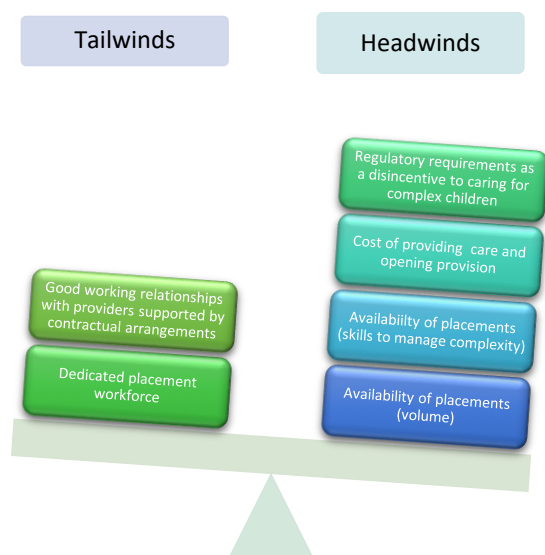 Tailwinds
Headwinds
Good working relationships
with providers supported by
contractual arrangements
Dedicated placement
workforce
Regulatory requirements as
a disincentive to caring for
complex children
Cost of providing care and
opening provision
Availabiilty of placements
(skills to manage complexity)
Availability of placements
(volume)